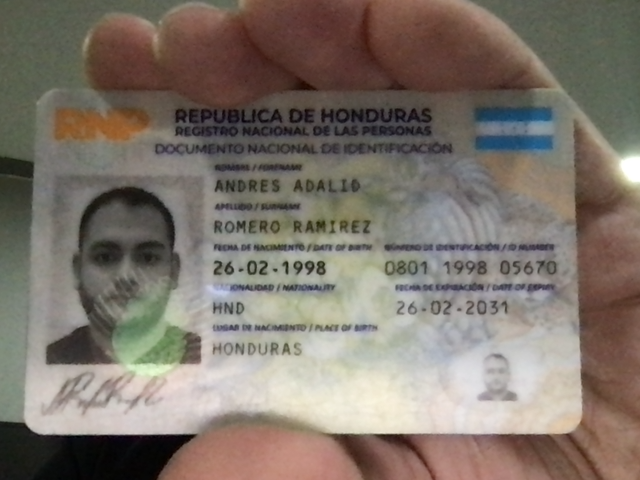 RNP
REPUBLICA DE HONDURAS
REGISTRO NACIONAL DE LAS PERSONAS
DOCUMENTO NACIONAL DE IDENTIFICACIÓN
NOMBRE / FORENAME
ANDRES ADALID
APELLIDO / SURNAME
ROMERO RAMIREZ
FECHA DE NACIMIENTO / DATE OF BIRTH
26-02-1998
NÚMERO DE IDENTIFICACIÓN / ID NUMBER
0801 1998 05670
NACIONALIDAD / NATIONALITY
HND
FECHA DE EXPIRACIÓN / DATE OF EXPIRY
26-02-2031
LUGAR DE NACIMIENTO / PLACE OF BIRTH
HONDURAS